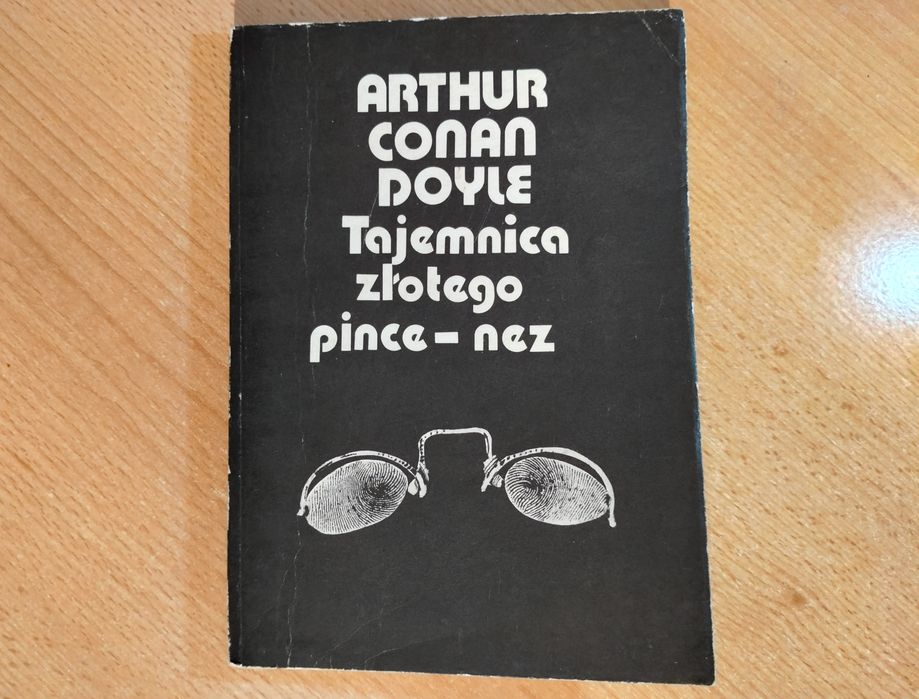 ARTHUR
CONAN
DOYLE
Tajemnica
złotego
pince-nez